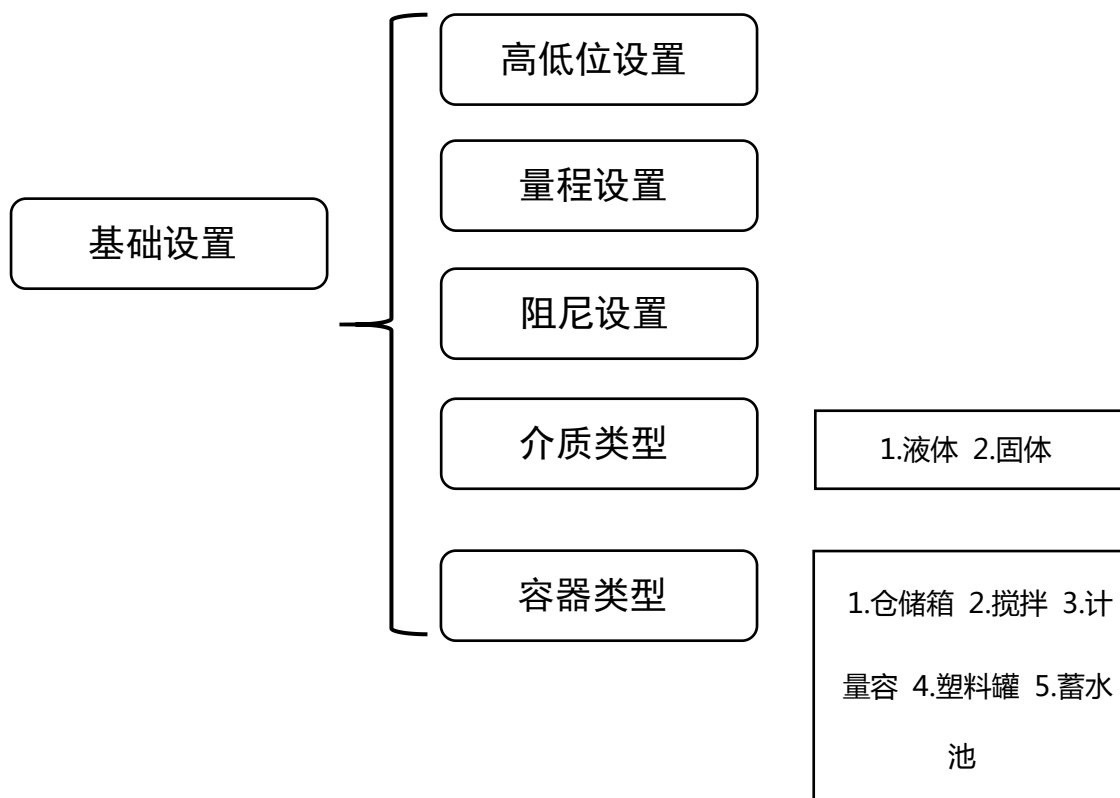 高低位设置
量程设置
基础设置
阻尼设置
介质类型
1.液体 2.固体
容器类型
1.仓储箱 2.搅拌 3.计
量容 4.塑料罐 5.蓄水
池